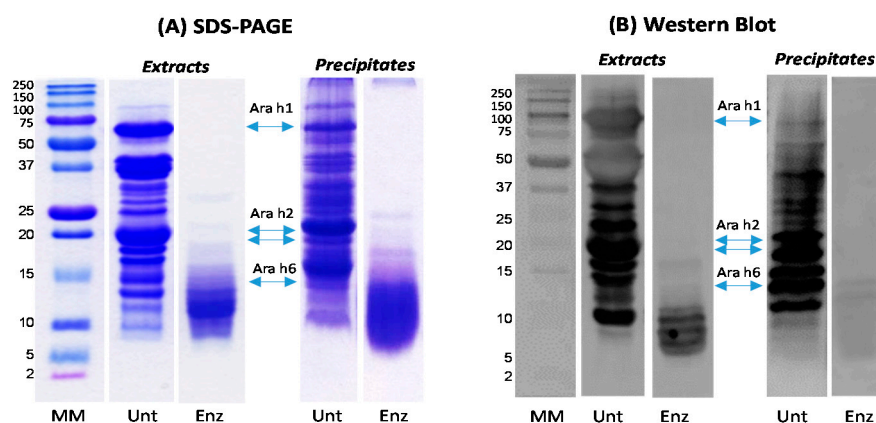 (A) SDS-PAGE
Extracts
Precipitates
250
150
100
75
50
37
25
20
15
10
5
2
Ara h1
Ara h2
Ara h6
MM Unt Enz Unt Enz
(B) Western Blot
Extracts
Precipitates
250
150
100
75
50
37
25
20
15
10
5
2
Ara h1
Ara h2
Ara h6
MM Unt Enz Unt Enz